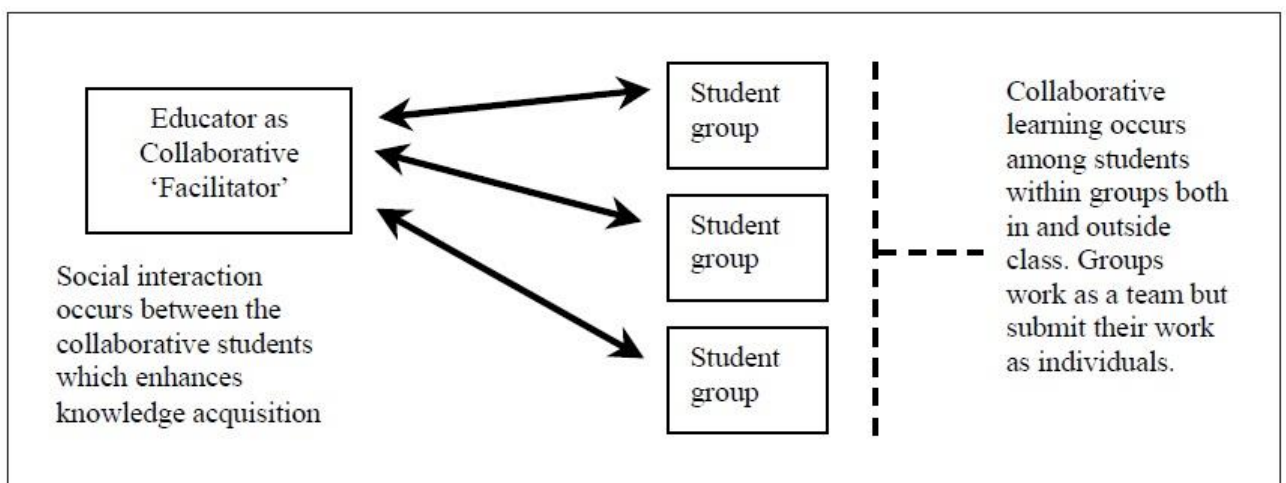 Educator as
Collaborative
‘Facilitator’
Social interaction
occurs between the
collaborative students
which enhances
knowledge acquisition
Student
group
Student
group
Student
group
Collaborative
learning occurs
among students
within groups both
in and outside
class. Groups
work as a team but
submit their work
as individuals.